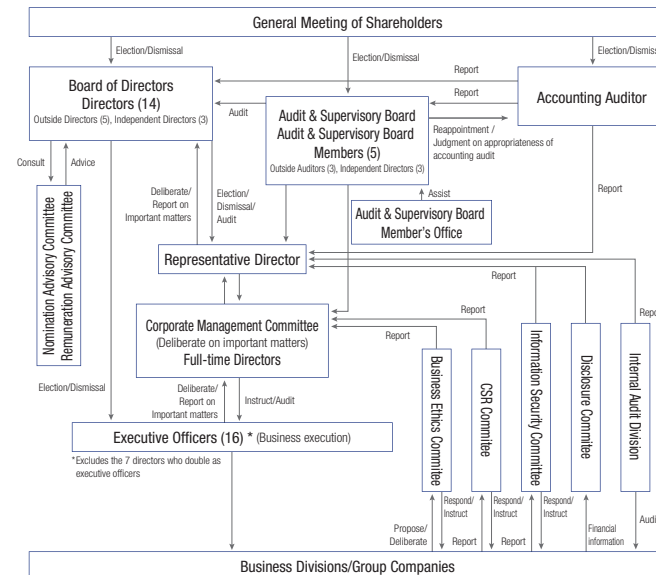 General Meeting of Shareholders
Election/Dismissal
Election/Dismissal
Election/Dismiss
Board of Directors
Directors (14)
Outside Directors (5), Independent Directors (3)
Report
Report
Accounting Auditor
Audit
Audit & Supervisory Board
Audit & Supervisory Board
Members (5)
Outside Auditors (3), Independent Directors (3)
Reappointment /
Judgment on appropriateness of
accounting audit
Consult
Advice
Nomination Advisory Committee
Remuneration Advisory Committee
Deliberate/
Report on
Important matters
Election/
Dismissal/
Audit
Assist
Audit & Supervisory Board
Member's Office
Report
Representative Director
Report
Repo
Corporate Management Committee
(Deliberate on important matters)
Full-time Directors
Report
Business Ethics Commitee
CSR Commitee
Information Security Committee
Disclosure Commitee
Internal Audit Division
Election/Dismissal
Deliberate/
Report on
Important matters
Instruct/Audit
Executive Officers (16) * (Business execution)
*Excludes the 7 directors who double as
executive officers
Propose/
Deliberate
Respond/
Instruct
Report
Respond/
Instruct
Report
Respond/
Instruct
Financial
information
Audi
Business Divisions/Group Companies